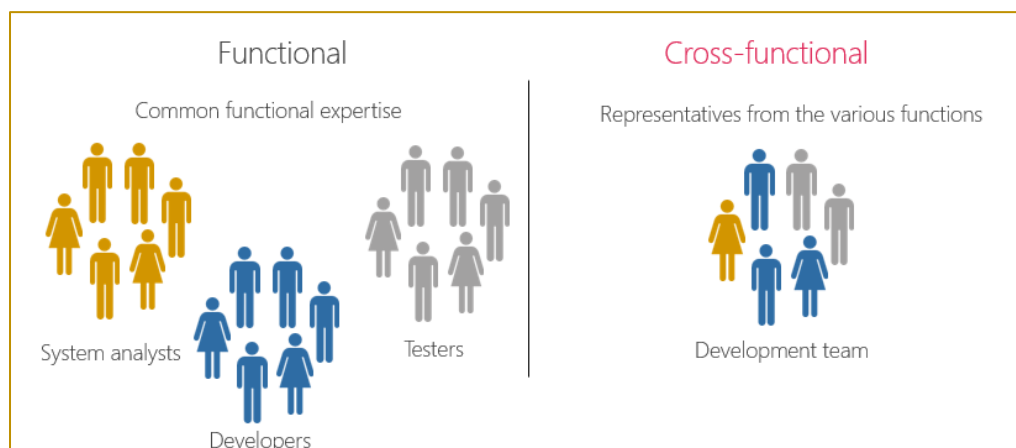 Functional
Common functional expertise
System analysts
Developers
Testers
Cross-functional
Representatives from the various functions
Development team